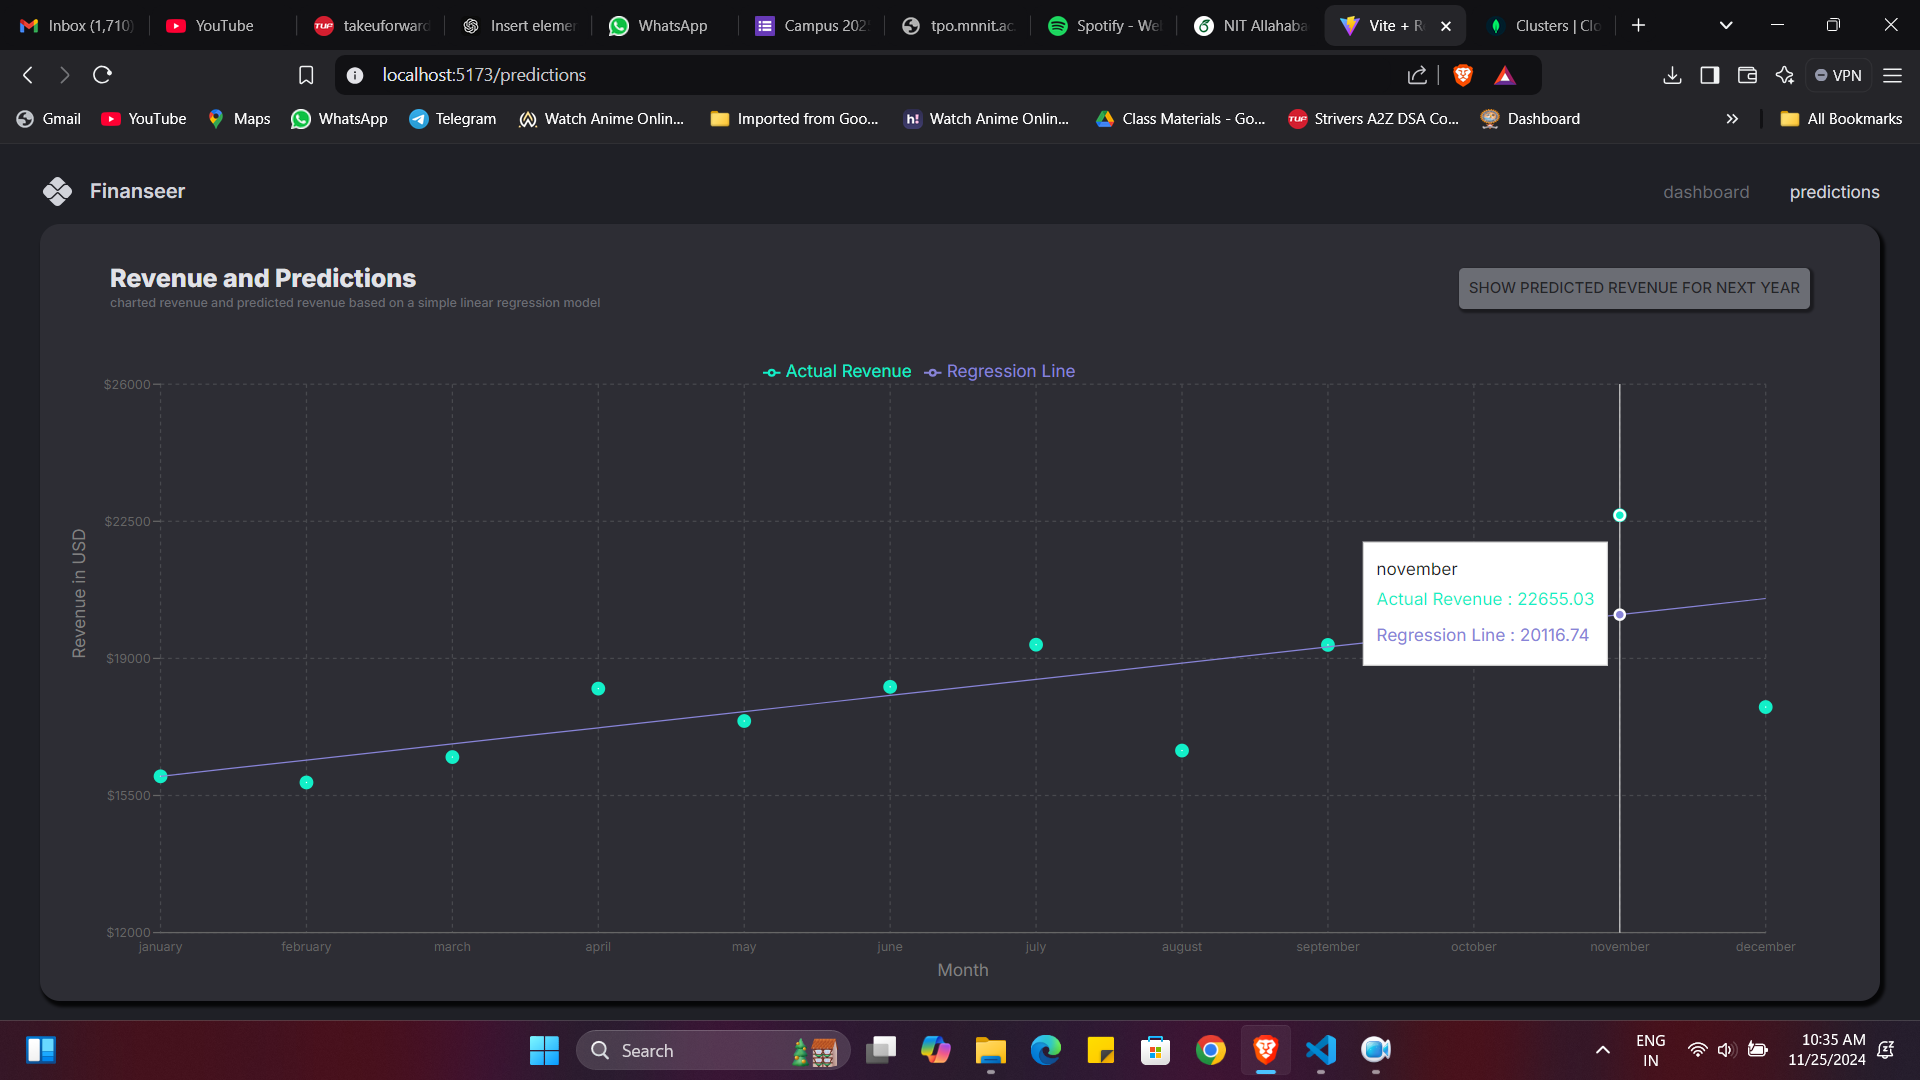 Inbox (1,710)
YouTube
takeuforward
Insert elemen
WhatsApp
Campus 202
tpo.mnnit.ac.
Spotify - We
NIT Allahaba
Vite + R
Clusters | Clo
localhost:5173/predictions
VPN
Gmail
YouTube
Maps
WhatsApp
Telegram
Watch Anime Onlin...
Imported from Goo...
h!
Watch Anime Onlin...
Class Materials - Go...
TUF
Strivers A2Z DSA Co...
Dashboard
All Bookmarks
Finanseer
dashboard
predictions
Revenue and Predictions
charted revenue and predicted revenue based on a simple linear regression model
SHOW PREDICTED REVENUE FOR NEXT YEAR
Actual Revenue
Regression Line
$26000
$22500
$19000
$15500
$12000
Revenue in USD
november
Actual Revenue : 22655.03
Regression Line : 20116.74
january
february
march
april
may
june
july
august
september
october
november
december
Month
Search
ENG
IN
10:35 AM
11/25/2024